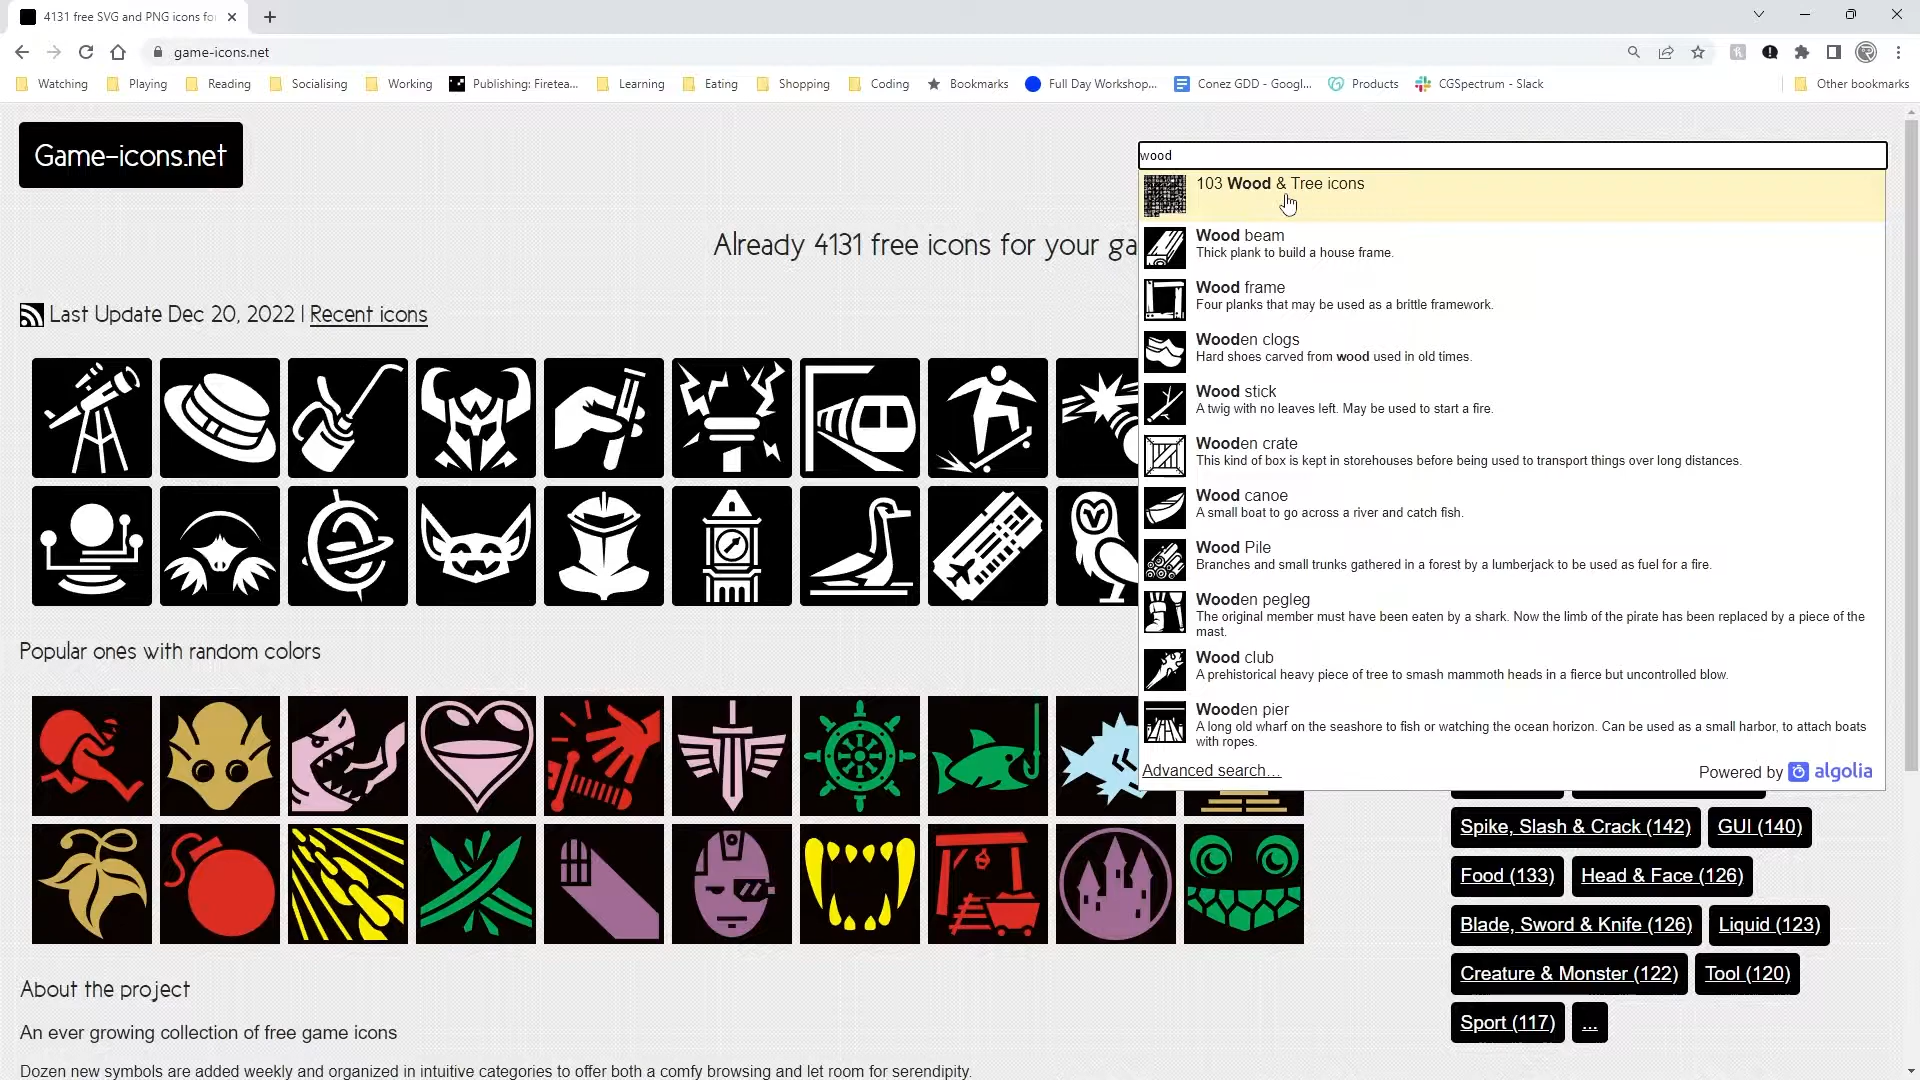 4131 free SVG and PNG icons fo
game-icons.net
Watching
Playing
Reading
Socialising
Working
Publishing: Firetea...
Learning
Eating
Shopping
Coding
Bookmarks
Full Day Workshop...
Conez GDD - Googl...
Products
CGSpectrum - Slack
Other bookmarks
Game-icons.net
wood
103 Wood & Tree icons
Wood beam
Thick plank to build a house frame.
Wood frame
Four planks that may be used as a brittle framework.
Wooden clogs
Hard shoes carved from wood used in old times.
Wood stick
A twig with no leaves left. May be used to start a fire.
Wooden crate
This kind of box is kept in storehouses before being used to transport things over long distances.
Wood canoe
A small boat to go across a river and catch fish.
Wood Pile
Branches and small trunks gathered in a forest by a lumberjack to be used as fuel for a fire.
Wooden pegleg
The original member must have been eaten by a shark. Now the limb of the pirate has been replaced by a piece of the
mast.
Wood club
A prehistorical heavy piece of tree to smash mammoth heads in a fierce but uncontrolled blow.
Wooden pier
A long old wharf on the seashore to fish or watching the ocean horizon. Can be used as a small harbor, to attach boats
with ropes.
Advanced search...
Powered by algolia
Already 4131 free icons for your ga
Last Update Dec 20, 2022 | Recent icons
Popular ones with random colors
Spike, Slash & Crack (142)
GUI (140)
Food (133)
Head & Face (126)
Blade, Sword & Knife (126)
Liquid (123)
Creature & Monster (122)
Tool (120)
Sport (117)
...
About the project
An ever growing collection of free game icons
Dozen new symbols are added weekly and organized in intuitive categories to offer both a comfy browsing and let room for serendipity.